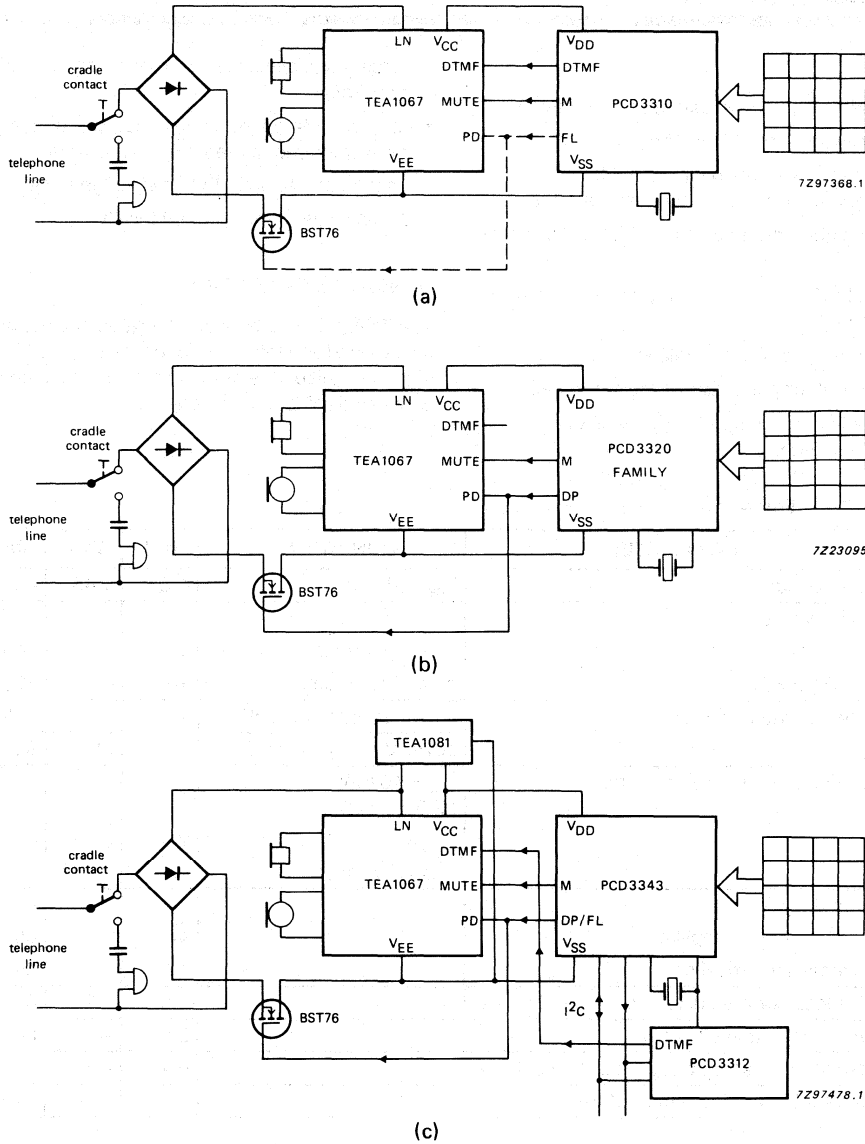 LN
VCC
VDD
cradle
contact
DTMF
DTMF
TEA1067
MUTE
M
PCD3310
PD
FL
telephone
line
VEE
VSS
7Z97368.1
BST76
(a)
LN
VCC
VDD
DTMF
cradle
contact
TEA1067
MUTE
M
PCD3320
FAMILY
PD
DP
telephone
line
VEE
VSS
7Z23095
BST76
(b)
TEA1081
LN
VCC
VDD
DTMF
cradle
contact
TEA1067
MUTE
M
PCD3343
PD
DP/FL
telephone
line
VEE
VSS
BST76
I²C
DTMF
PCD3312
7Z97478.1
(c)